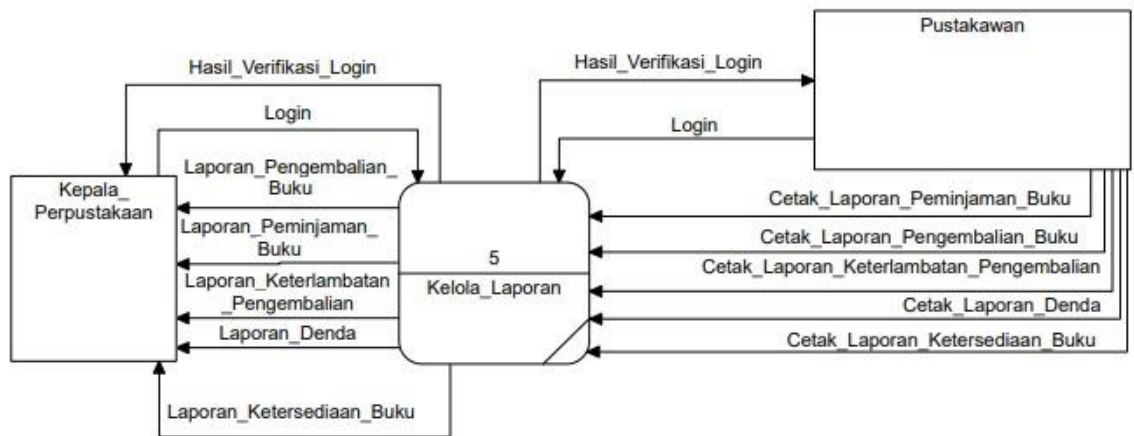 Pustakawan
Hasil_Verifikasi_Login
Hasil_Verifikasi_Login
Login
Login
Laporan_Pengembalian_
Buku
Kepala_
Perpustakaan
Cetak_Laporan_Peminjaman_Buku
Laporan_Peminjaman_
Buku
Cetak_Laporan_Pengembalian_Buku
5
Cetak_Laporan_Keterlambatan_Pengembalian
Laporan_Keterlambatan
_Pengembalian
Kelola_Laporan
Cetak_Laporan_Denda
Laporan_Denda
Cetak_Laporan_Ketersediaan_Buku
Laporan_Ketersediaan_Buku